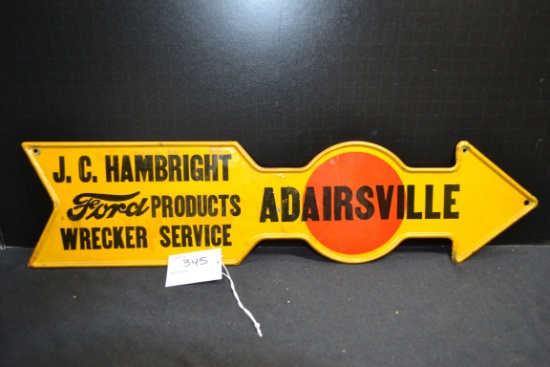 J. C. HAMBRIGHT
Ford PRODUCTS
WRECKER SERVICE
ADAIRSVILLE
345